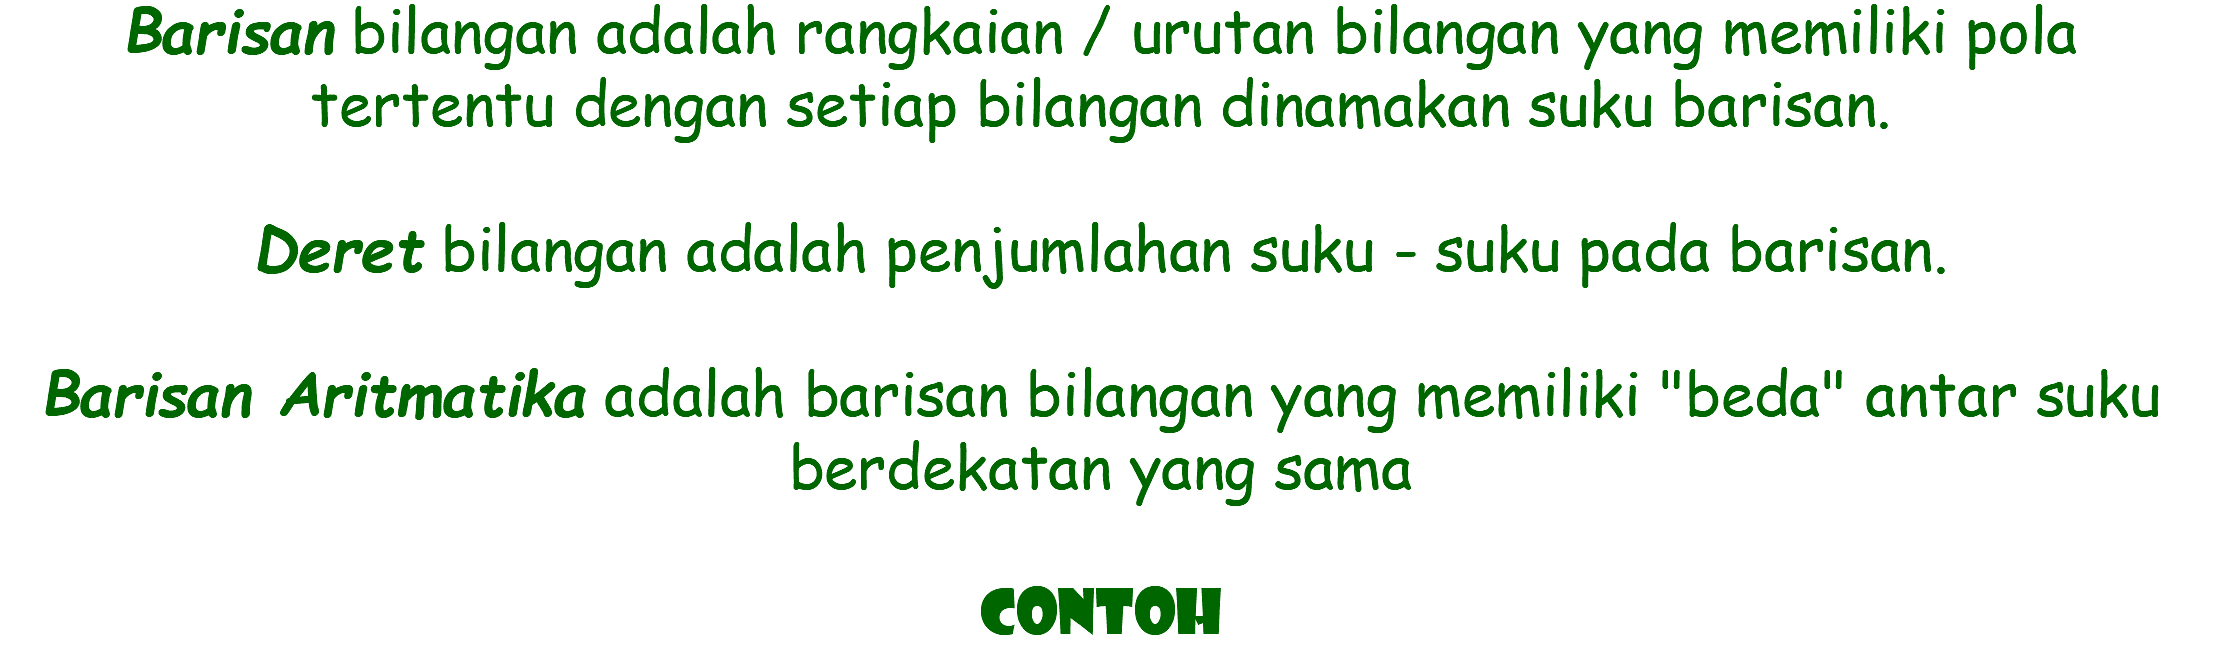 Barisan bilangan adalah rangkaian / urutan bilangan yang memiliki pola
tertentu dengan setiap bilangan dinamakan suku barisan.
Deret bilangan adalah penjumlahan suku - suku pada barisan.
Barisan Aritmatika adalah barisan bilangan yang memiliki "beda" antar suku
berdekatan yang sama
CONTOH